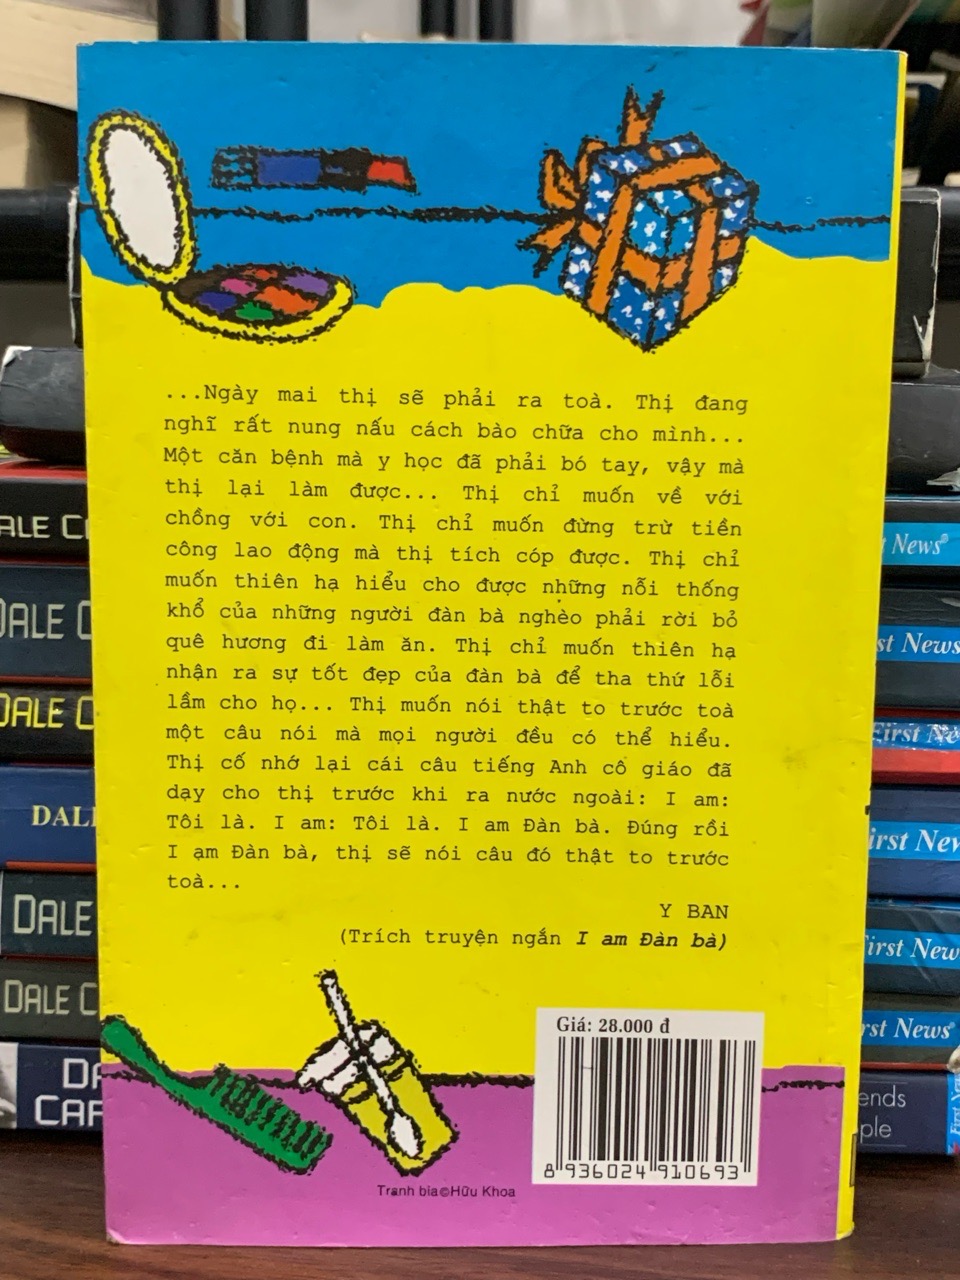 ...Ngày mai thị sẽ phải ra toà. Thị đang
nghĩ rất nung nấu cách bào chữa cho mình...
Một căn bệnh mà y học đã phải bó tay, vậy mà
thị lại làm được... Thị chỉ muốn về với
chồng với con. Thị chỉ muốn đừng trừ tiền
công lao động mà thị tích cóp được. Thị chỉ
muốn thiên hạ hiểu cho được những nỗi thống
khổ của những người đàn bà nghèo phải rời bỏ
quê hương đi làm ăn. Thị chỉ muốn thiên hạ
nhận ra sự tốt đẹp của đàn bà để tha thứ lỗi
lầm cho họ... Thị muốn nói thật to trước toà
một câu nói mà mọi người đều có thể hiểu.
Thị cố nhớ lại cái câu tiếng Anh cô giáo đã
dạy cho thị trước khi ra nước ngoài: I am:
Tôi là. I am: Tôi là. I am Đàn bà. Đúng rồi
I am Đàn bà, thị sẽ nói câu đó thật to trước
toà...
Y BAN
(Trích truyện ngắn I am Đàn bà)
Giá: 28.000 đ
8 936024 910693
Tranh bìa©Hữu Khoa
ALE C
DALE C
DALE C
DALE
DALE
DALE C
DA
CAR
News®
st News
First Ne
irst New
First New
rst News
ends
ple
First New